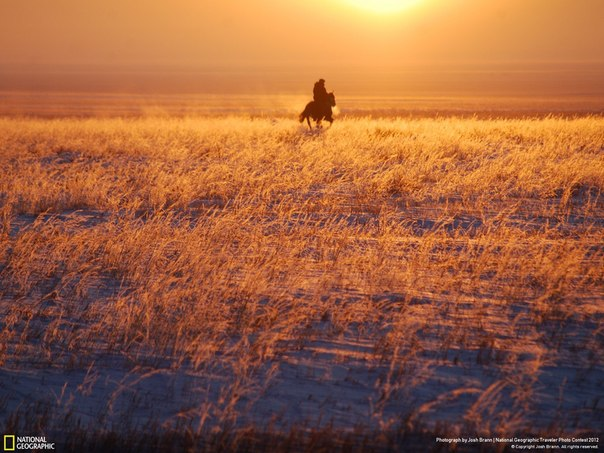 NATIONAL
GEOGRAPHIC
Photograph by Josh Brann | National Geographic Traveler Photo Contest 2012
© Copyright Josh Brann. All rights reserved.